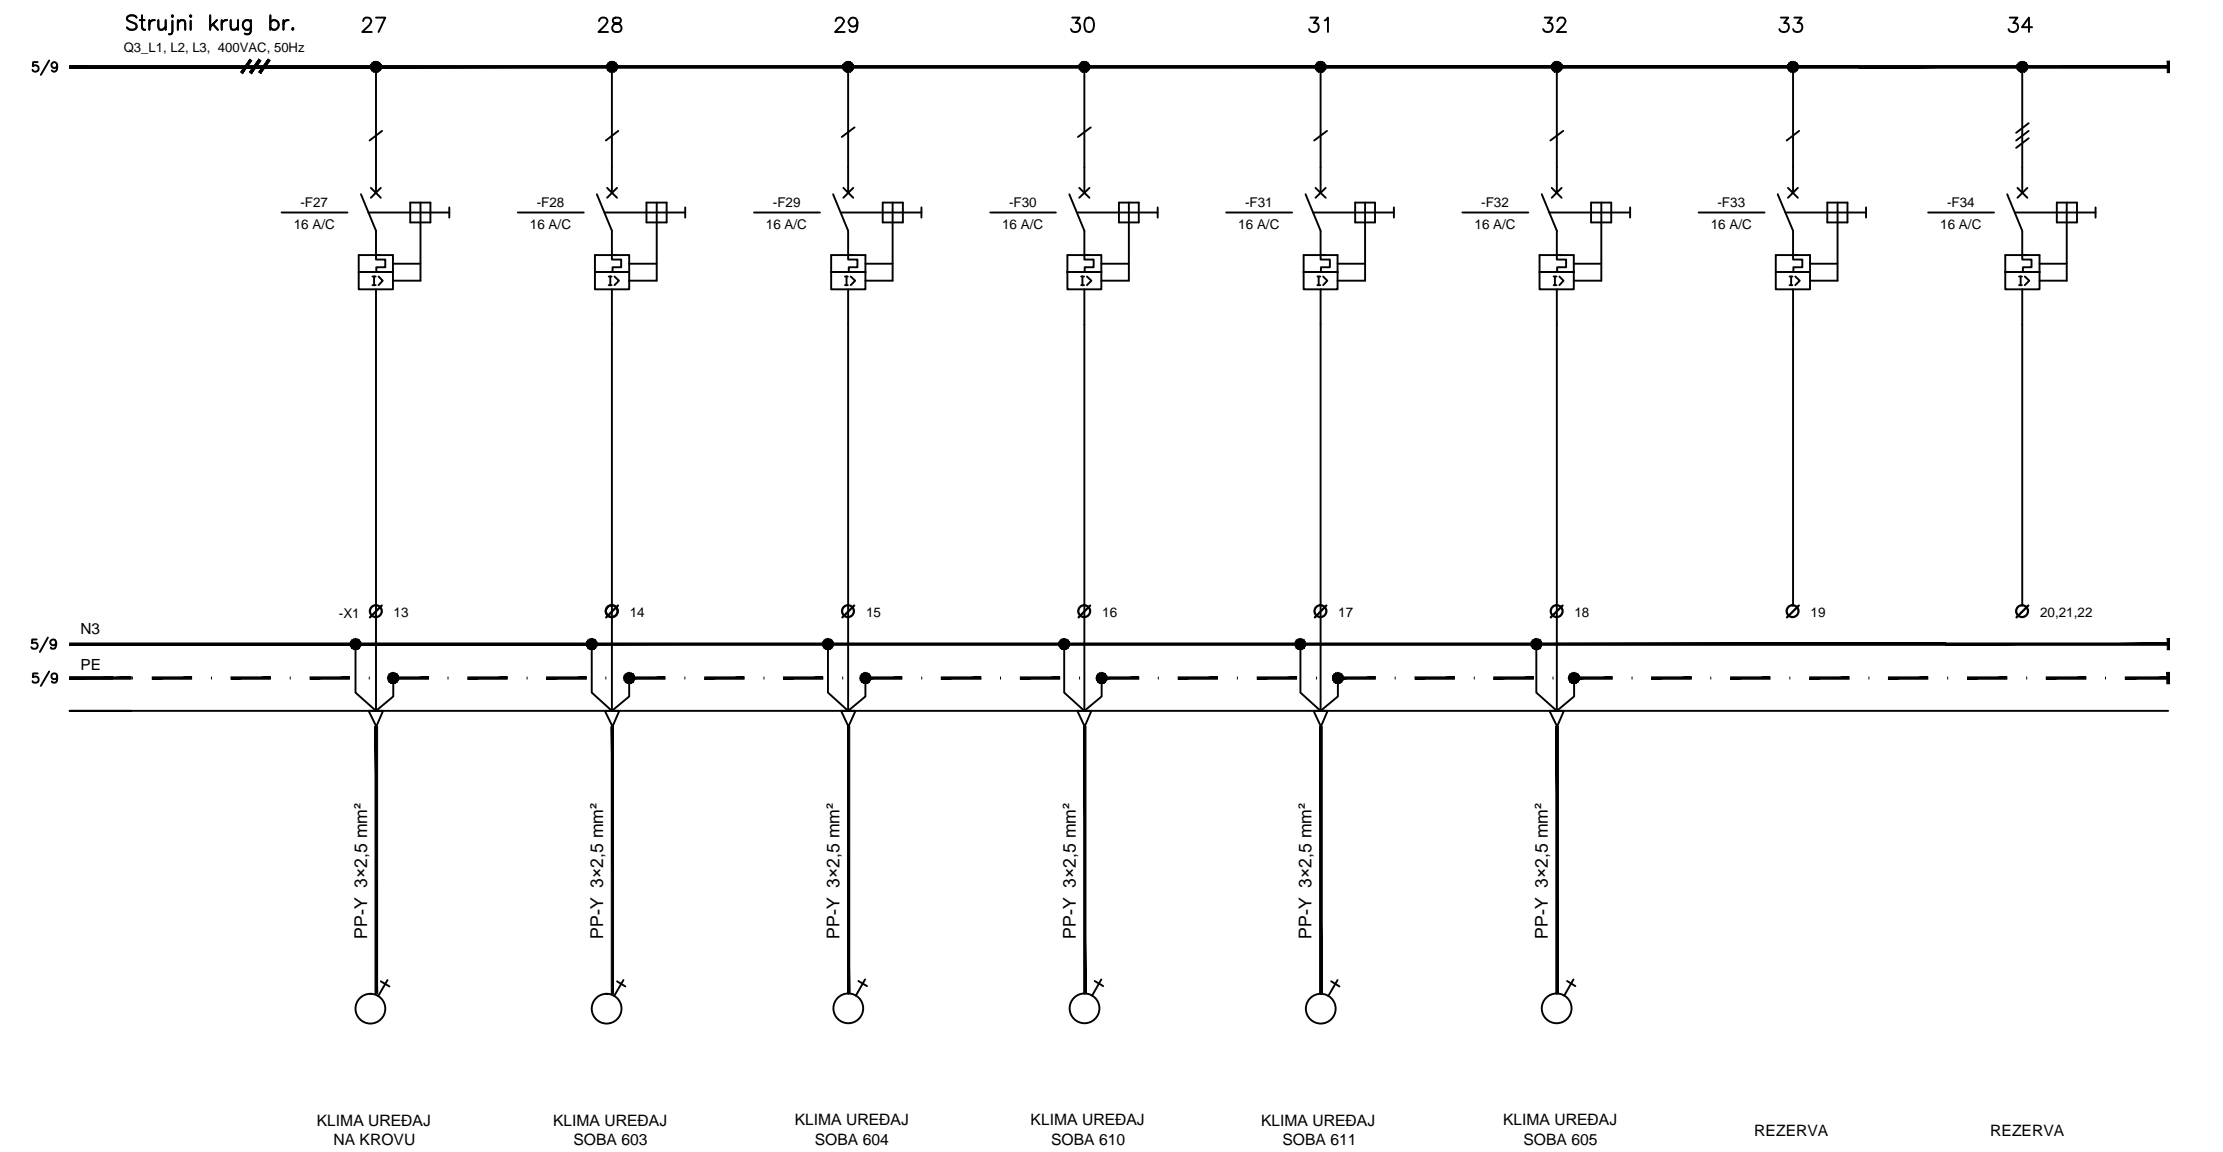 Strujni krug br. 27 28 29 30 31 32 33 34
Q3_L1, L2, L3, 400VAC, 50Hz
5/9
-F27 -F28 -F29 -F30 -F31 -F32 -F33 -F34
16 A/C 16 A/C 16 A/C 16 A/C 16 A/C 16 A/C 16 A/C 16 A/C
I> I> I> I> I> I> I> I>
-X1 13 14 15 16 17 18 19 20,21,22
N3
5/9
PE
5/9
PP-Y 3×2,5 mm²
PP-Y 3×2,5 mm²
PP-Y 3×2,5 mm²
PP-Y 3×2,5 mm²
PP-Y 3×2,5 mm²
PP-Y 3×2,5 mm²
KLIMA UREĐAJ
NA KROVU
KLIMA UREĐAJ
SOBA 603
KLIMA UREĐAJ
SOBA 604
KLIMA UREĐAJ
SOBA 610
KLIMA UREĐAJ
SOBA 611
KLIMA UREĐAJ
SOBA 605
REZERVA
REZERVA